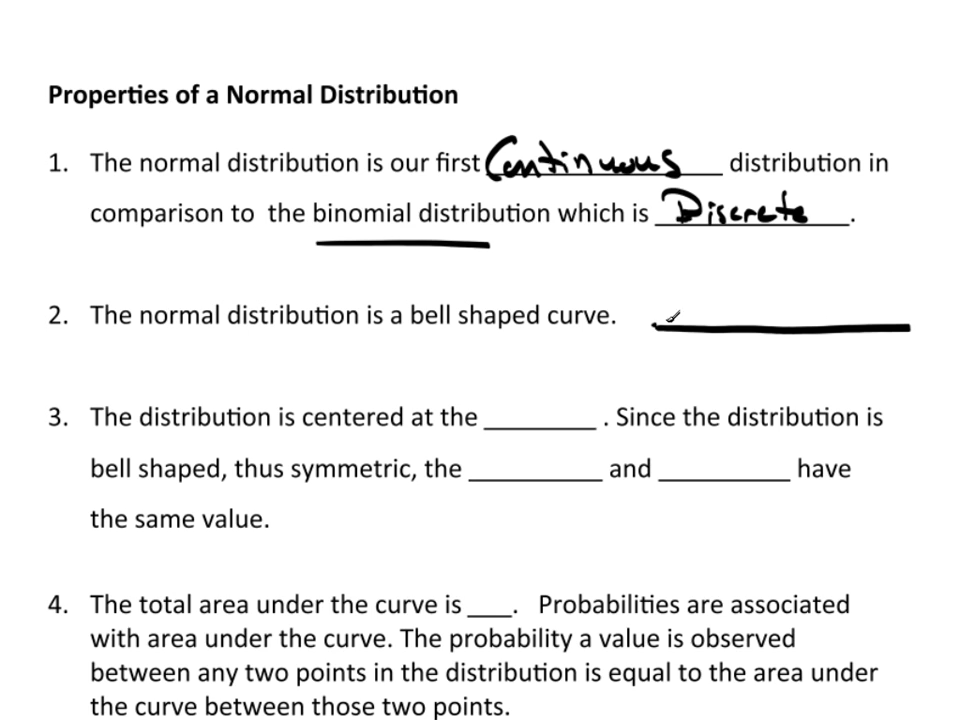 Properties of a Normal Distribution
1. The normal distribution is our first Continuous distribution in
comparison to the binomial distribution which is Discrete.
2. The normal distribution is a bell shaped curve.
3. The distribution is centered at the ________ . Since the distribution is
bell shaped, thus symmetric, the __________ and __________ have
the same value.
4. The total area under the curve is ___. Probabilities are associated
with area under the curve. The probability a value is observed
between any two points in the distribution is equal to the area under
the curve between those two points.